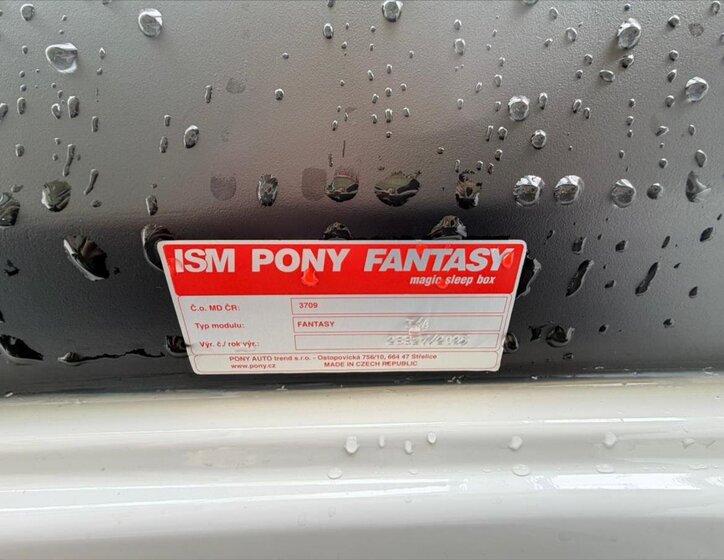 ISM PONY FANTASY
magic sleep box
Č.o. MD ČR: 3709
Typ modulu: FANTASY
Výr. č./ rok výr.:
PONY AUTO trend s.r.o. - Ostopovická 756/10, 664 47 Střelice
www.pony.cz MADE IN CZECH REPUBLIC